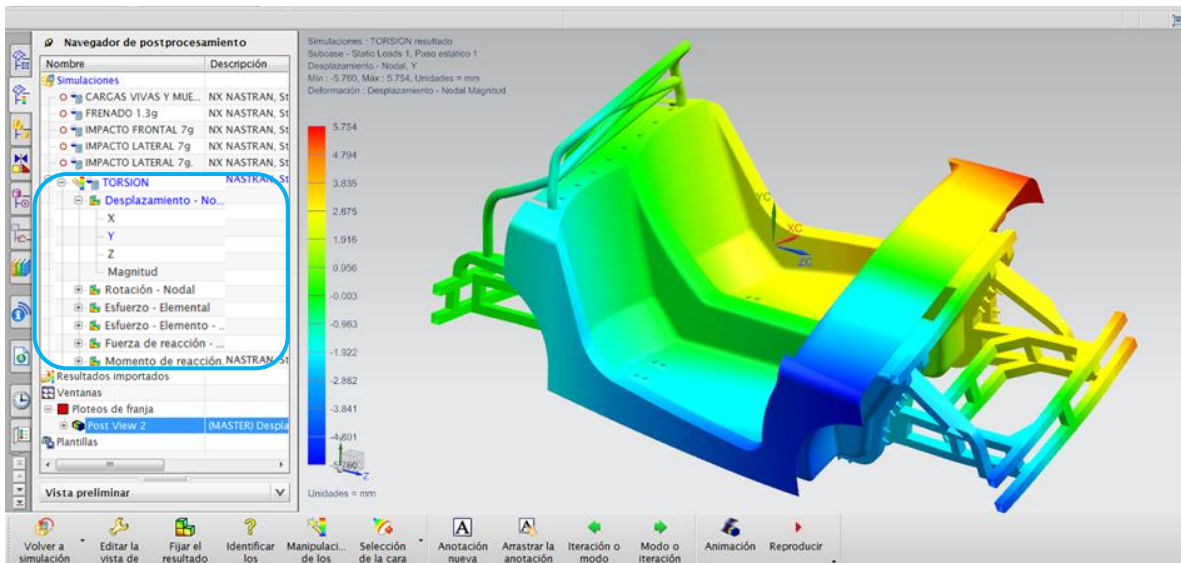 Navegador de postprocesamiento
Nombre Descripción
Simulaciones
CARGAS VIVAS Y MUE... NX NASTRAN, St
FRENADO 1.3g NX NASTRAN, St
IMPACTO FRONTAL 7g NX NASTRAN, St
IMPACTO LATERAL 7g NX NASTRAN, St
IMPACTO LATERAL 7g. NX NASTRAN, St
TORSION NASTRAN, St
Desplazamiento - No...
X
Y
Z
Magnitud
Rotación - Nodal
Esfuerzo - Elemental
Esfuerzo - Elemento - ...
Fuerza de reacción - ...
Momento de reacción. NASTRAN, St
Resultados importados
Ventanas
Ploteos de franja
Post View 2 (MASTER) Despla
Plantillas
Vista preliminar
Simulaciones : TORSION resultado
Subcase - Static Loads 1, Paso estático 1
Desplazamiento - Nodal, Y
Min : -5.760, Máx : 5.754, Unidades = mm
Deformación : Desplazamiento - Nodal Magnitud
5.754
4.794
3.835
2.875
1.916
0.956
-0.003
-0.963
-1.922
-2.882
-3.841
-4.801
-5.760
Z
Unidades = mm
YC
XC
ZC
Volver a simulación
Editar la vista de
Fijar el resultado
Identificar los
Manipulaci... de los
Selección de la cara
Anotación nueva
Arrastrar la anotación
Iteración o modo
Modo o iteración
Animación
Reproducir